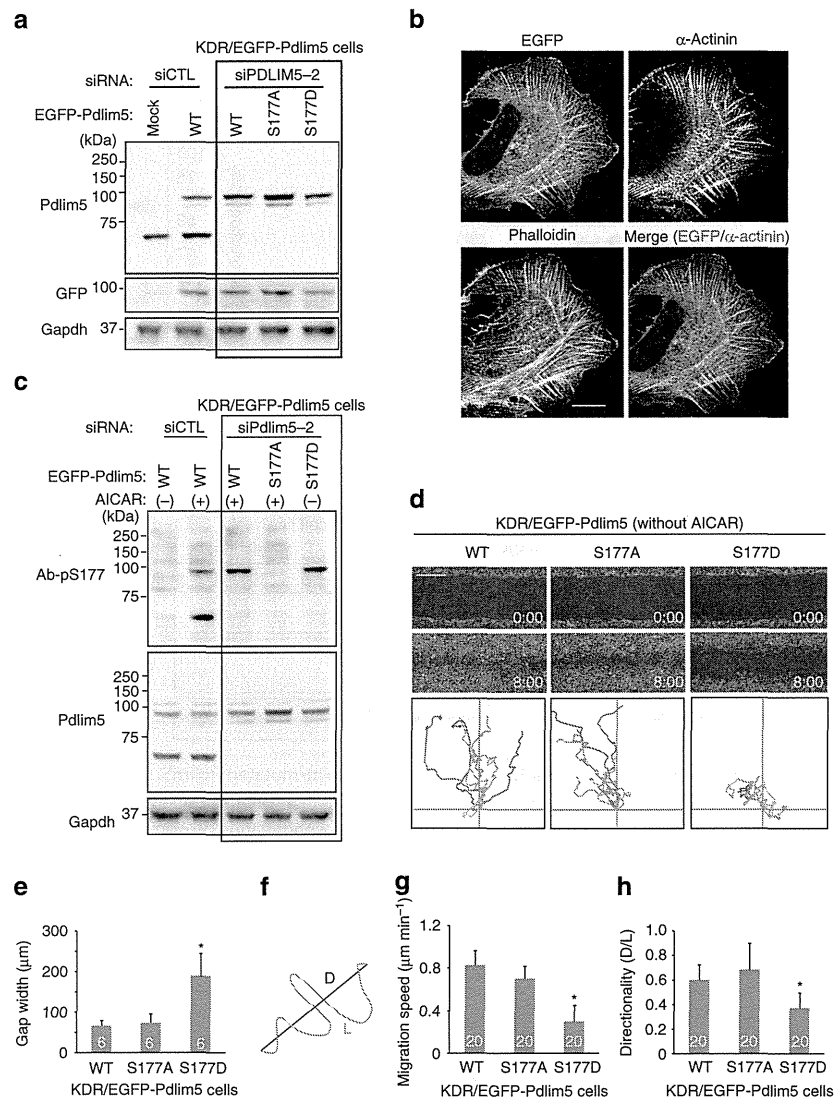 a
KDR/EGFP-Pdlim5 cells
siRNA: siCTL siPDLIM5–2
EGFP-Pdlim5: Mock WT WT S177A S177D
(kDa)
250
150
100
75
Pdlim5
GFP 100
Gapdh 37
b
EGFP α-Actinin
Phalloidin Merge (EGFP/α-actinin)
c
KDR/EGFP-Pdlim5 cells
siRNA: siCTL siPdlim5–2
EGFP-Pdlim5: WT WT WT S177A S177D
AICAR: (–) (+) (+) (+) (–)
(kDa)
250
150
100
75
Ab-pS177
250
150
100
75
Pdlim5
Gapdh 37
d
KDR/EGFP-Pdlim5 (without AICAR)
WT S177A S177D
0:00 0:00 0:00
8:00 8:00 8:00
e
Gap width (μm)
300
200
100
0
*
6 6 6
WT S177A S177D
KDR/EGFP-Pdlim5 cells
f
D
L
g
Migration speed (μm min⁻¹)
1.2
0.8
0.4
0
*
20 20 20
WT S177A S177D
KDR/EGFP-Pdlim5 cells
h
Directionality (D/L)
1.0
0.8
0.6
0.4
0.2
0
*
20 20 20
WT S177A S177D
KDR/EGFP-Pdlim5 cells